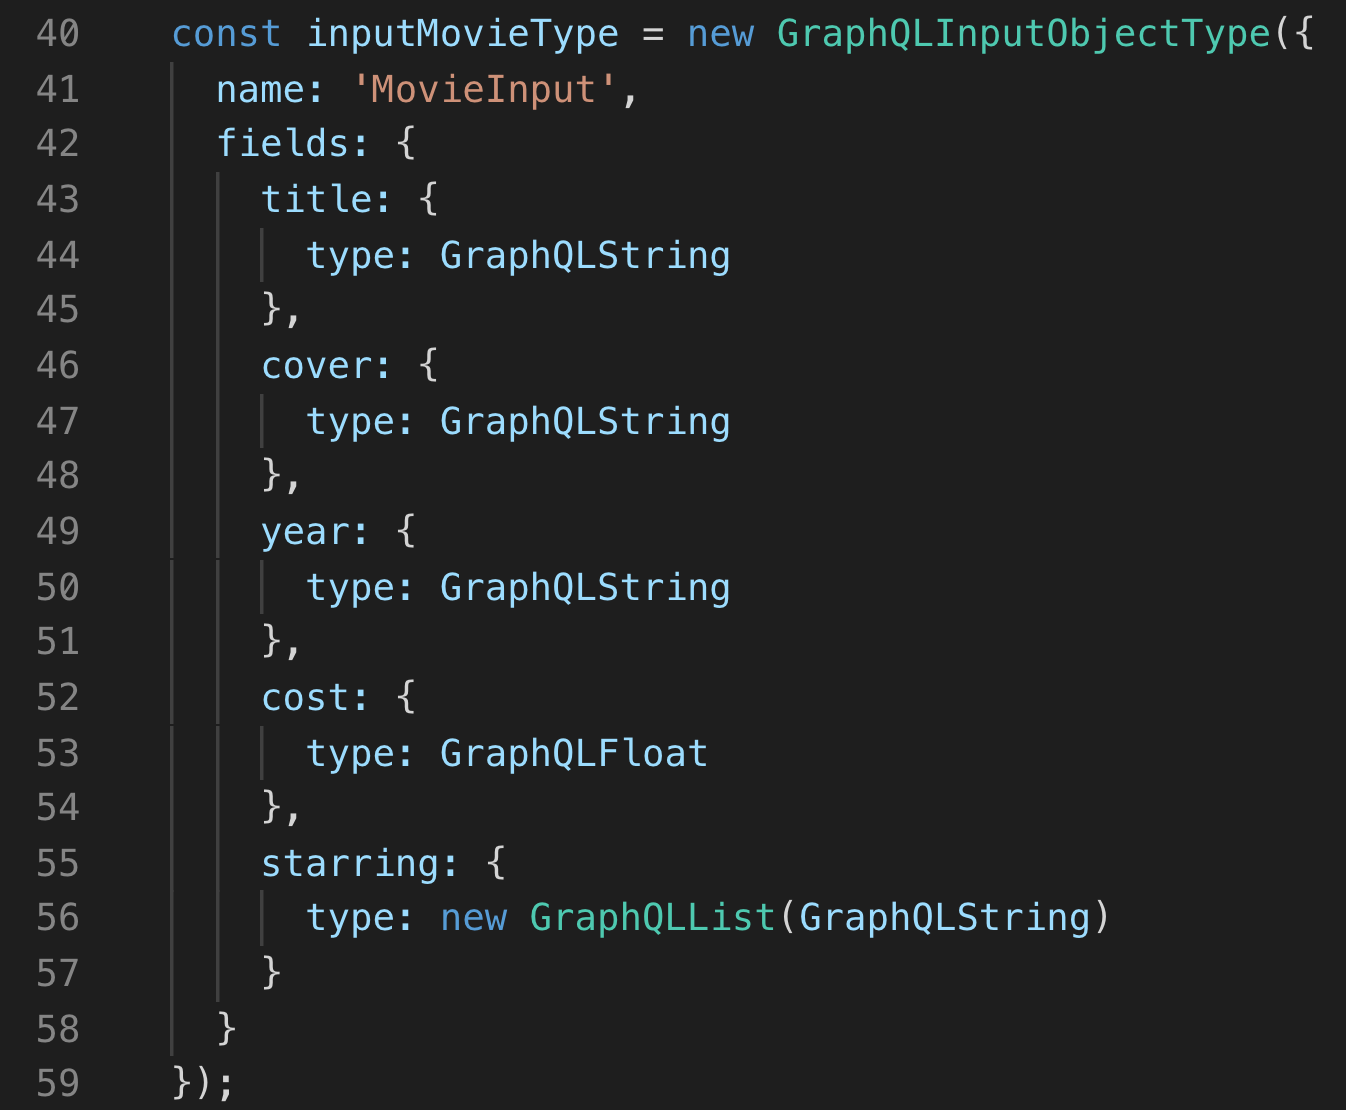 40 const inputMovieType = new GraphQLInputObjectType({
41 name: 'MovieInput',
42 fields: {
43 title: {
44 type: GraphQLString
45 },
46 cover: {
47 type: GraphQLString
48 },
49 year: {
50 type: GraphQLString
51 },
52 cost: {
53 type: GraphQLFloat
54 },
55 starring: {
56 type: new GraphQLList(GraphQLString)
57 }
58 }
59 });